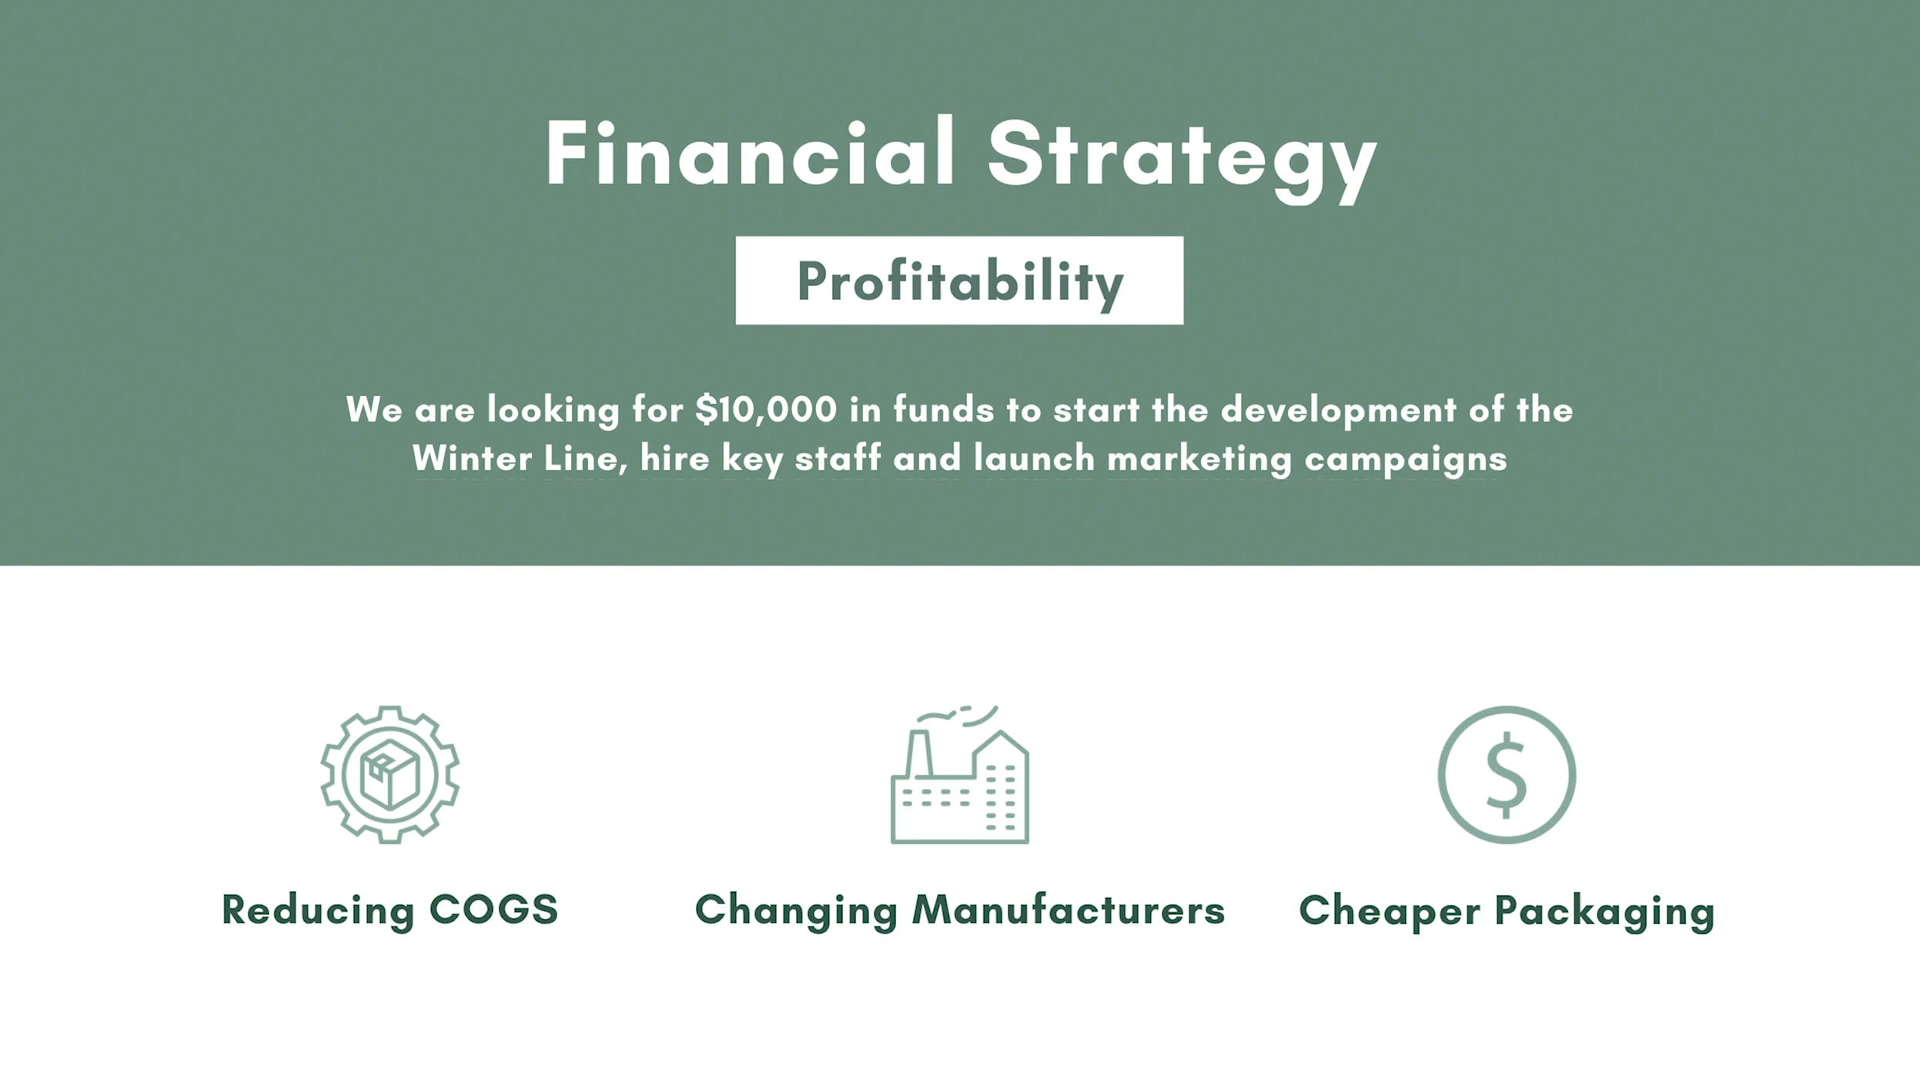 Financial Strategy
Profitability
We are looking for $10,000 in funds to start the development of the
Winter Line, hire key staff and launch marketing campaigns
Reducing COGS
Changing Manufacturers
Cheaper Packaging